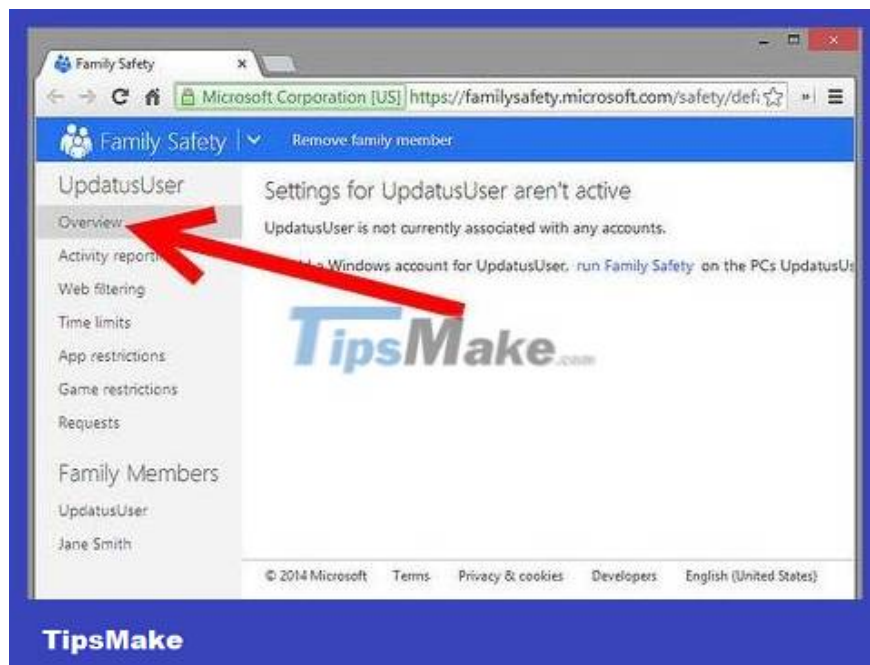 Family Safety
Microsoft Corporation [US] https://familysafety.microsoft.com/safety/def
Family Safety Remove family member
UpdatusUser
Overview
Activity report
Web filtering
Time limits
App restrictions
Game restrictions
Requests
Family Members
UpdatusUser
Jane Smith
Settings for UpdatusUser aren't active
UpdatusUser is not currently associated with any accounts.
a Windows account for UpdatusUser, run Family Safety on the PCs UpdatusUs
TipsMake.com
© 2014 Microsoft Terms Privacy & cookies Developers English (United States)
TipsMake